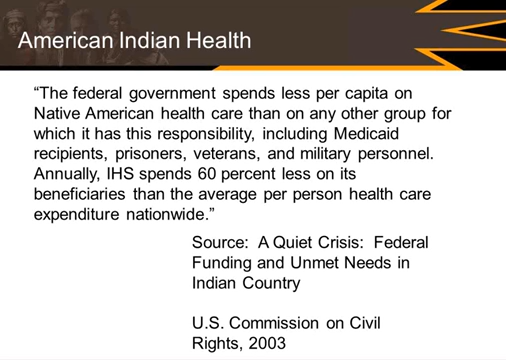 American Indian Health
“The federal government spends less per capita on
Native American health care than on any other group for
which it has this responsibility, including Medicaid
recipients, prisoners, veterans, and military personnel.
Annually, IHS spends 60 percent less on its
beneficiaries than the average per person health care
expenditure nationwide.”
Source: A Quiet Crisis: Federal
Funding and Unmet Needs in
Indian Country
U.S. Commission on Civil
Rights, 2003